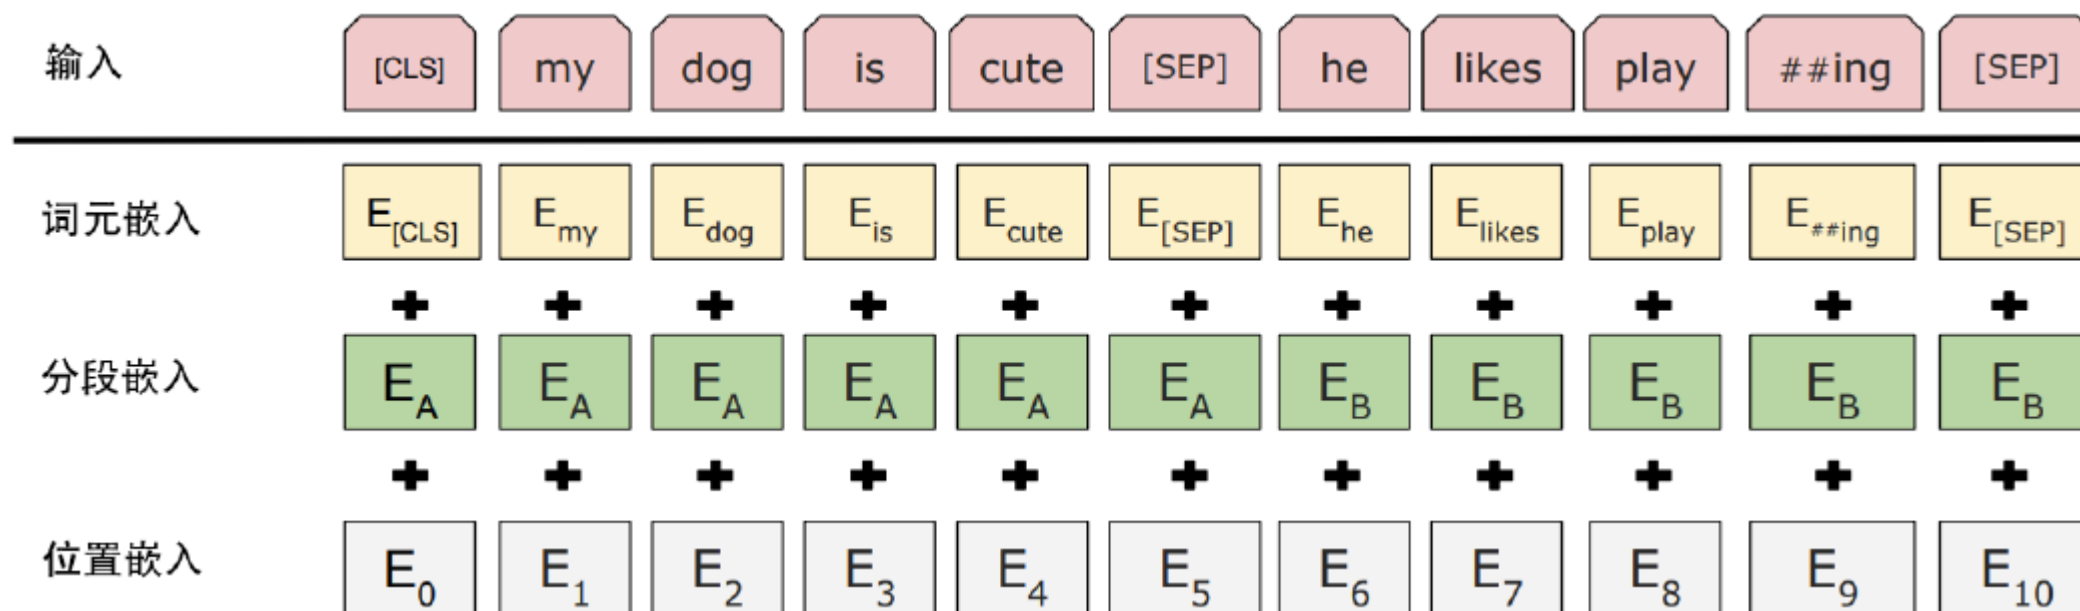 输入 [CLS] my dog is cute [SEP] he likes play ##ing [SEP]
词元嵌入 E[CLS] Emy Edog Eis Ecute E[SEP] Ehe Elikes Eplay E##ing E[SEP]
+ + + + + + + + + + +
分段嵌入 EA EA EA EA EA EA EB EB EB EB EB
+ + + + + + + + + + +
位置嵌入 E0 E1 E2 E3 E4 E5 E6 E7 E8 E9 E10